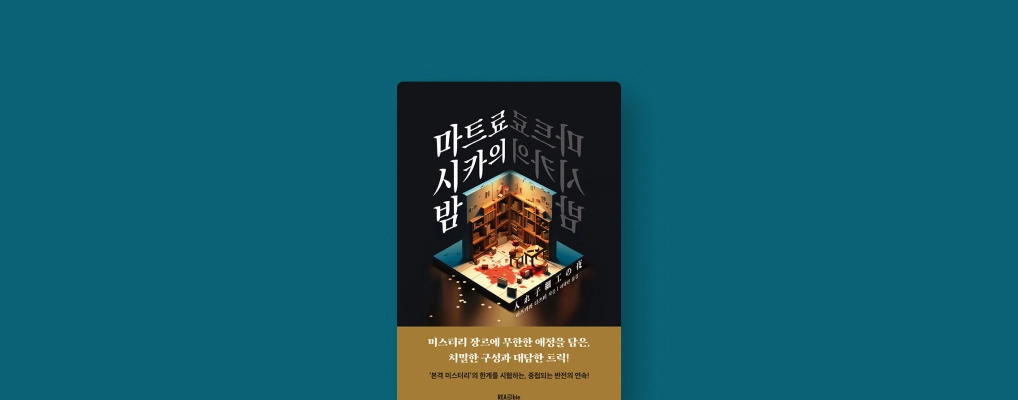 마트료
시카의
밤
入れ子細工の夜
미스터리 장르에 무한한 애정을 담은,
치밀한 구성과 대담한 트릭!
'본격 미스터리'의 한계를 시험하는, 중첩되는 반전의 연속!